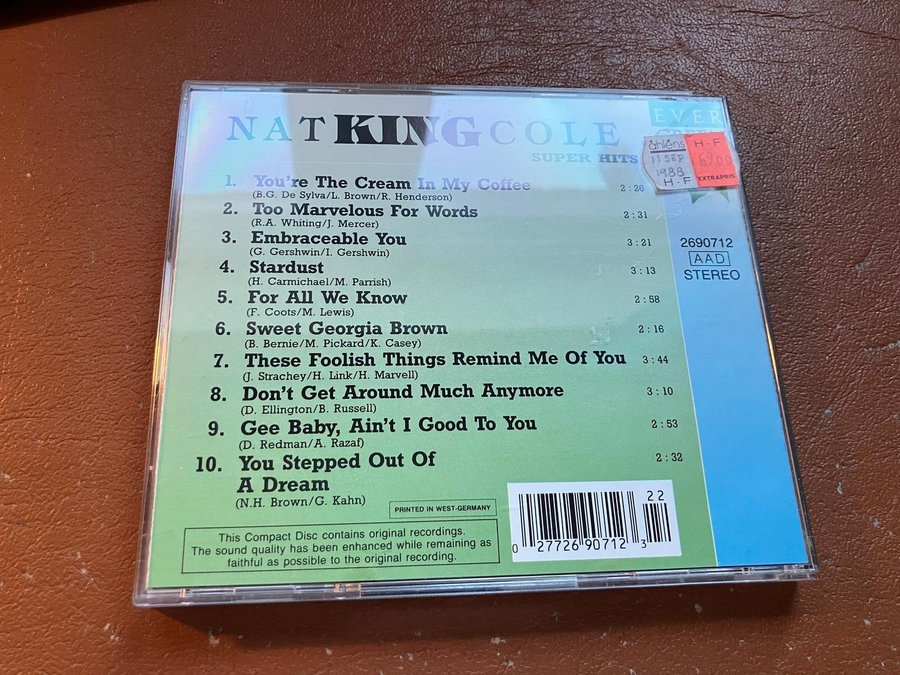 NAT KING COLE
SUPER HITS
EVER
åhléns
11 SEP
1988
H-F
H-F
69.00
EXTRAPRIS
1. You're The Cream In My Coffee 2:26
(B.G. De Sylva/L. Brown/R. Henderson)
2. Too Marvelous For Words 2:31
(R.A. Whiting/J. Mercer)
3. Embraceable You 3:21
(G. Gershwin/I. Gershwin)
4. Stardust 3:13
(H. Carmichael/M. Parrish)
5. For All We Know 2:58
(F. Coots/M. Lewis)
6. Sweet Georgia Brown 2:16
(B. Bernie/M. Pickard/K. Casey)
7. These Foolish Things Remind Me Of You 3:44
(J. Strachey/H. Link/H. Marvell)
8. Don't Get Around Much Anymore 3:10
(D. Ellington/B. Russell)
9. Gee Baby, Ain't I Good To You 2:53
(D. Redman/A. Razaf)
10. You Stepped Out Of 2:32
A Dream
(N.H. Brown/G. Kahn)
2690712
AAD
STEREO
PRINTED IN WEST-GERMANY
This Compact Disc contains original recordings.
The sound quality has been enhanced while remaining as
faithful as possible to the original recording.
22
0 27726 90712 3